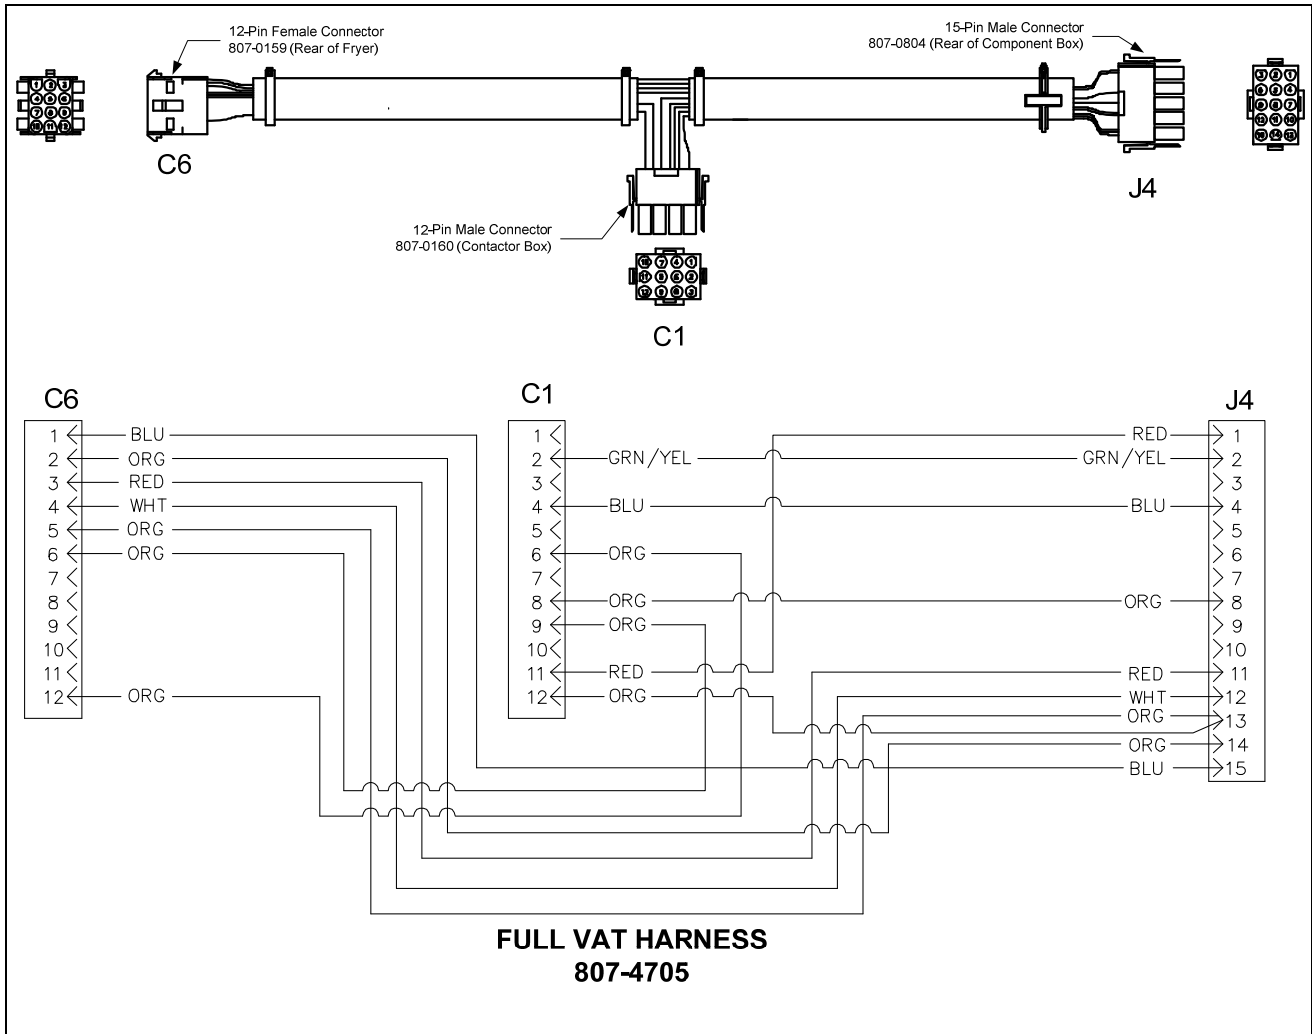 12-Pin Female Connector
807-0159 (Rear of Fryer)
15-Pin Male Connector
807-0804 (Rear of Component Box)
C6
J4
12-Pin Male Connector
807-0160 (Contactor Box)
C1
C6
C1
J4
1 BLU
2 ORG
3 RED
4 WHT
5 ORG
6 ORG
7
8
9
10
11
12 ORG
1
2 GRN/YEL
3
4 BLU
5
6 ORG
7
8 ORG
9 ORG
10
11 RED
12 ORG
RED 1
GRN/YEL 2
3
BLU 4
5
6
7
ORG 8
9
10
RED 11
WHT 12
ORG 13
ORG 14
BLU 15
FULL VAT HARNESS
807-4705